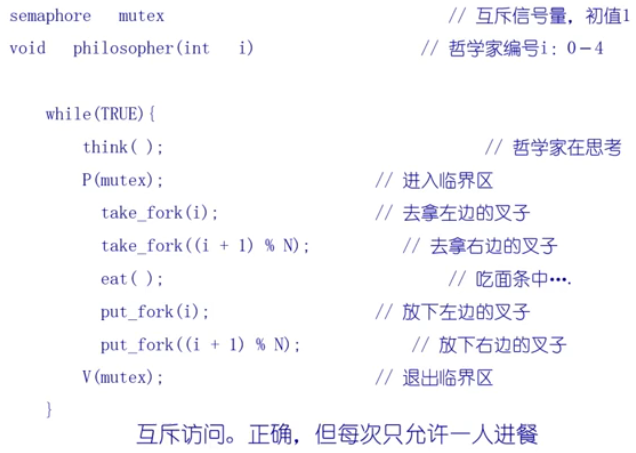 semaphore mutex // 互斥信号量，初值1
void philosopher(int i) // 哲学家编号i: 0－4
while(TRUE){
think( ); // 哲学家在思考
P(mutex); // 进入临界区
take_fork(i); // 去拿左边的叉子
take_fork((i + 1) % N); // 去拿右边的叉子
eat( ); // 吃面条中….
put_fork(i); // 放下左边的叉子
put_fork((i + 1) % N); // 放下右边的叉子
V(mutex); // 退出临界区
}
互斥访问。正确，但每次只允许一人进餐